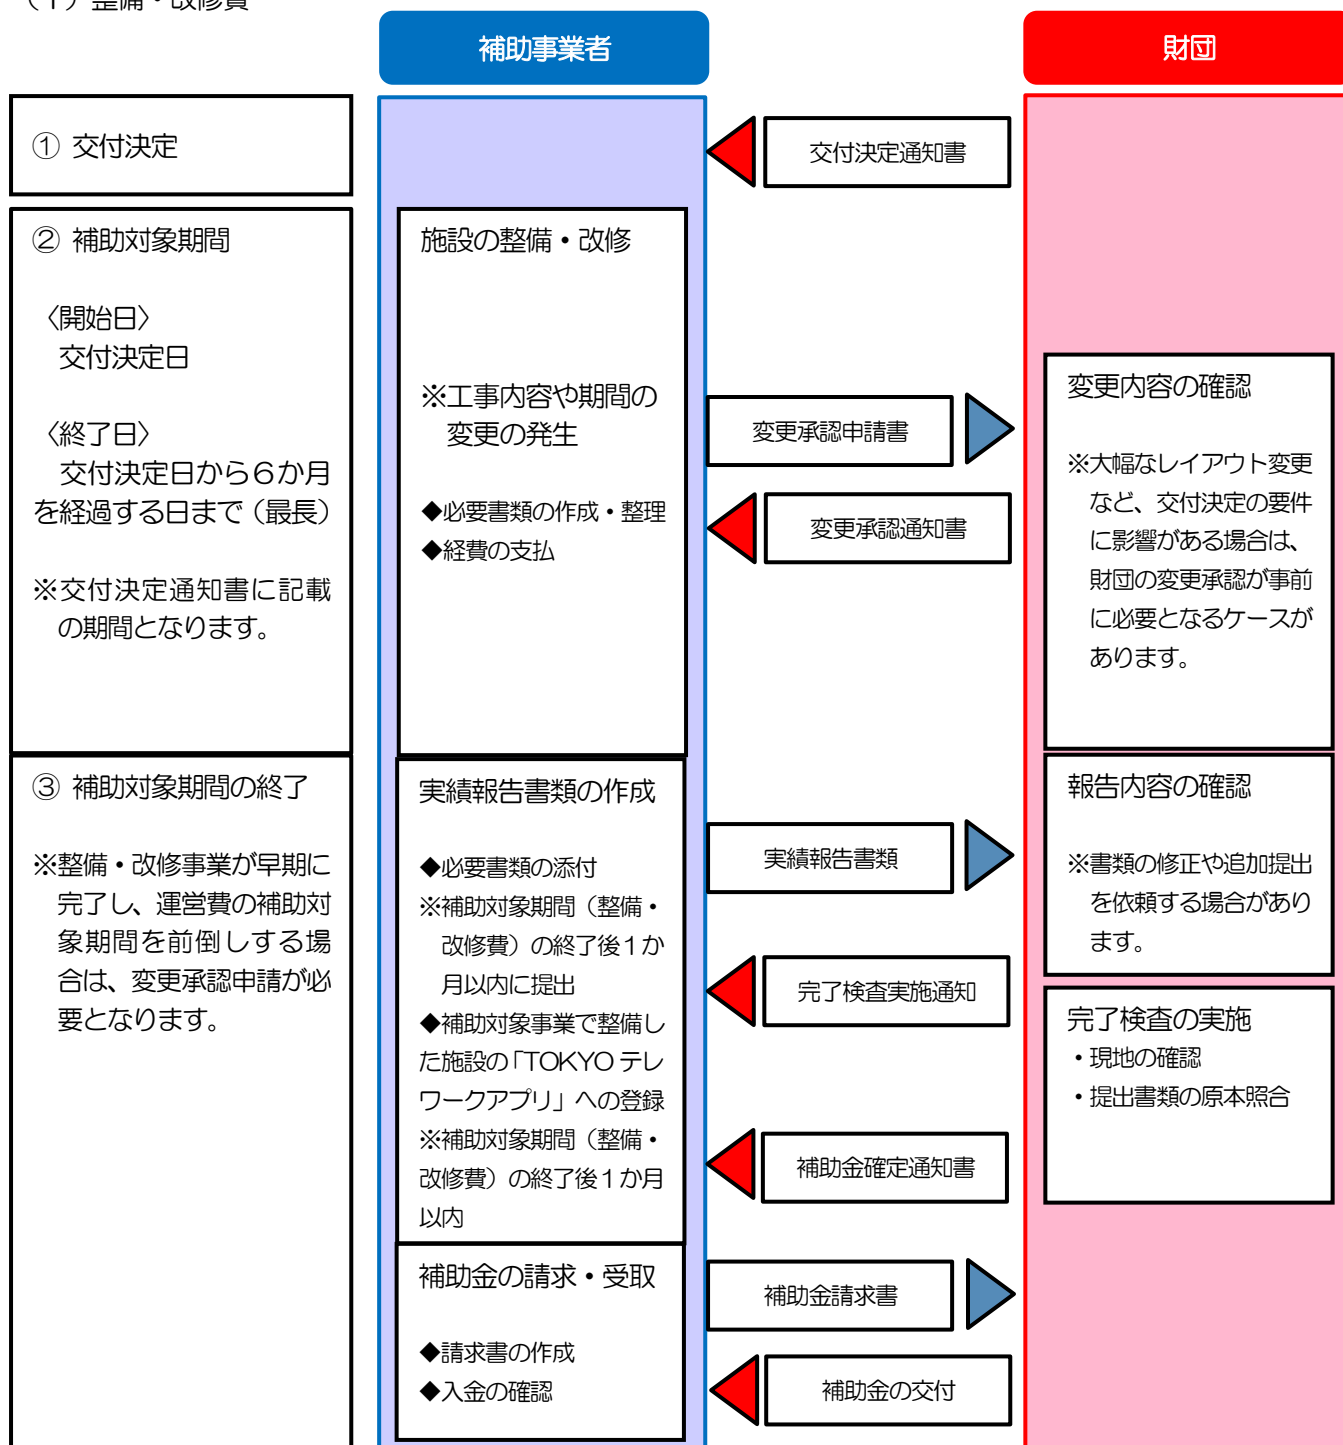 （１）整備・改修費
補助事業者
財団
① 交付決定
交付決定通知書
② 補助対象期間
〈開始日〉
交付決定日
〈終了日〉
交付決定日から６か月
を経過する日まで（最長）
※交付決定通知書に記載
の期間となります。
施設の整備・改修
※工事内容や期間の
変更の発生
◆必要書類の作成・整理
◆経費の支払
変更承認申請書
変更承認通知書
変更内容の確認
※大幅なレイアウト変更
など、交付決定の要件
に影響がある場合は、
財団の変更承認が事前
に必要となるケースが
あります。
③ 補助対象期間の終了
※整備・改修事業が早期に
完了し、運営費の補助対
象期間を前倒しする場
合は、変更承認申請が必
要となります。
実績報告書類の作成
◆必要書類の添付
※補助対象期間（整備・
改修費）の終了後１か
月以内に提出
◆補助対象事業で整備し
た施設の「TOKYO テレ
ワークアプリ」への登録
※補助対象期間（整備・
改修費）の終了後１か月
以内
実績報告書類
完了検査実施通知
補助金確定通知書
報告内容の確認
※書類の修正や追加提出
を依頼する場合があり
ます。
完了検査の実施
・現地の確認
・提出書類の原本照合
補助金の請求・受取
◆請求書の作成
◆入金の確認
補助金請求書
補助金の交付